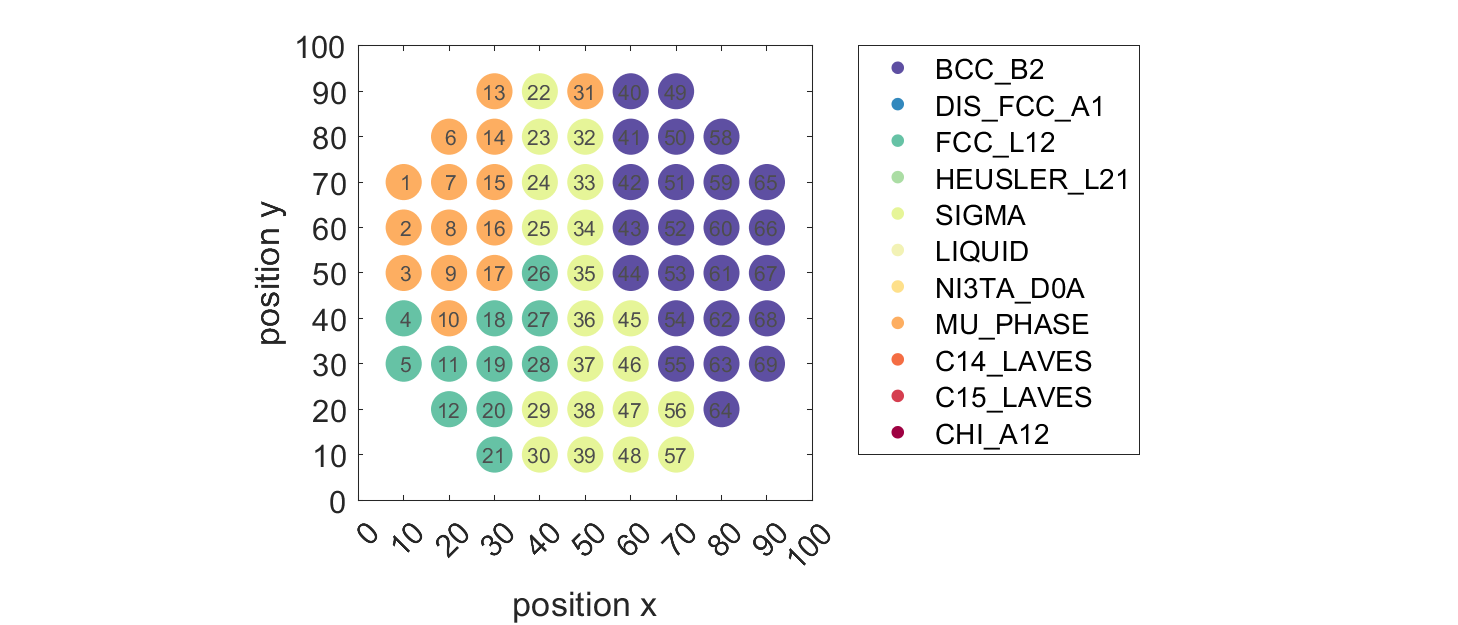 100
90
80
70
60
50
40
30
20
10
0
position y
13 22 31 40 49
6 14 23 32 41 50 58
1 7 15 24 33 42 51 59 65
2 8 16 25 34 43 52 60 66
3 9 17 26 35 44 53 61 67
4 10 18 27 36 45 54 62 68
5 11 19 28 37 46 55 63 69
12 20 29 38 47 56 64
21 30 39 48 57
0 10 20 30 40 50 60 70 80 90 100
position x
BCC_B2
DIS_FCC_A1
FCC_L12
HEUSLER_L21
SIGMA
LIQUID
NI3TA_D0A
MU_PHASE
C14_LAVES
C15_LAVES
CHI_A12